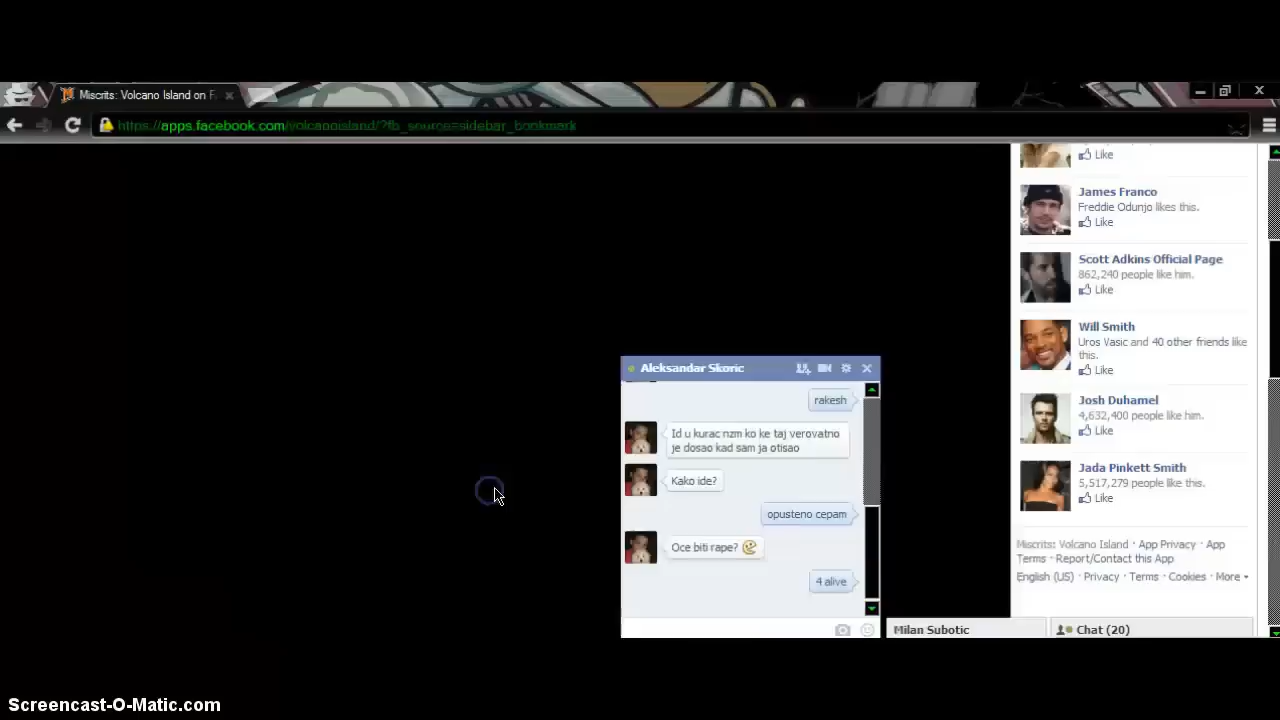 Miscrits: Volcano Island on F
https://apps.facebook.com/volcanoisland/?fb_source=sidebar_bookmark
Like
James Franco
Freddie Odunjo likes this.
Like
Scott Adkins Official Page
862,240 people like him.
Like
Will Smith
Uros Vasic and 40 other friends like
this.
Like
Josh Duhamel
4,632,400 people like him.
Like
Jada Pinkett Smith
5,517,279 people like this.
Like
Miscrits: Volcano Island · App Privacy · App
Terms · Report/Contact this App
English (US) · Privacy · Terms · Cookies · More
Aleksandar Skoric
rakesh
Id u kurac nzm ko ke taj verovatno
je dosao kad sam ja otisao
Kako ide?
opusteno cepam
Oce biti rape?
4 alive
Milan Subotic
Chat (20)
Screencast-O-Matic.com